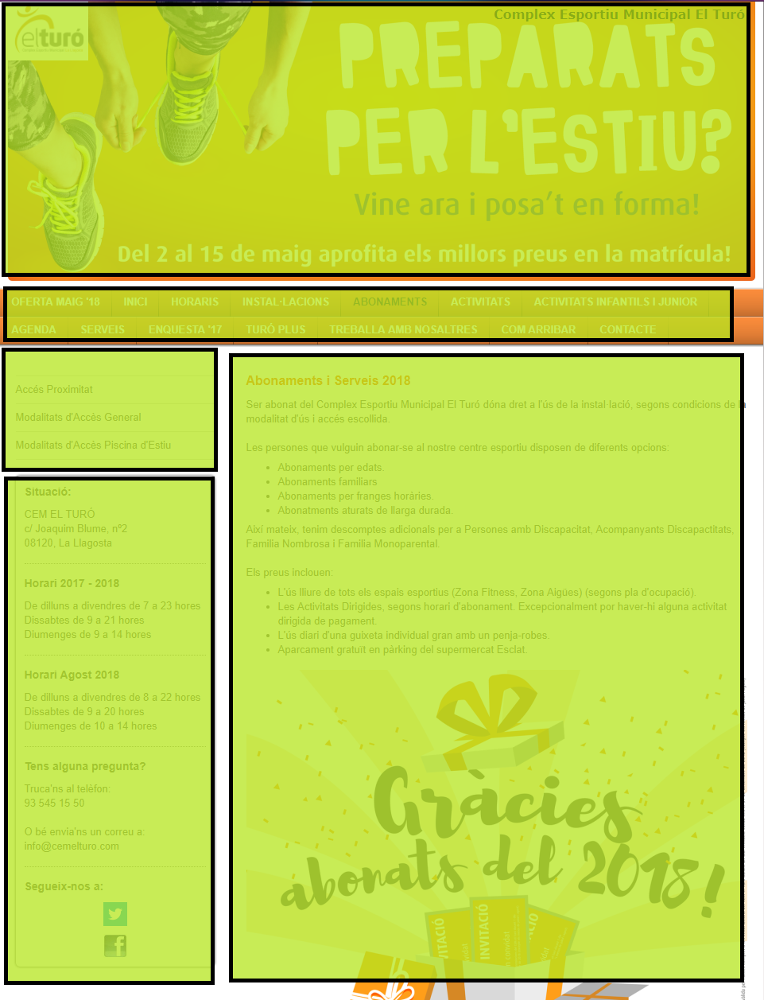 elturó
Complex Esportiu Municipal El Turó
PREPARATS
PER L'ESTIU?
Vine ara i posa't en forma!
Del 2 al 15 de maig aprofita els millors preus en la matrícula!
OFERTA MAIG '18 INICI HORARIS INSTAL·LACIONS ABONAMENTS ACTIVITATS ACTIVITATS INFANTILS I JUNIOR
AGENDA SERVEIS ENQUESTA '17 TURÓ PLUS TREBALLA AMB NOSALTRES COM ARRIBAR CONTACTE
Accés Proximitat
Modalitats d'Accès General
Modalitats d'Accès Piscina d'Estiu
Situació:
CEM EL TURÓ
c/ Joaquim Blume, nº2
08120, La Llagosta
Horari 2017 - 2018
De dilluns a divendres de 7 a 23 hores
Dissabtes de 9 a 21 hores
Diumenges de 9 a 14 hores
Horari Agost 2018
De dilluns a divendres de 8 a 22 hores
Dissabtes de 9 a 20 hores
Diumenges de 10 a 14 hores
Tens alguna pregunta?
Truca'ns al telèfon:
93 545 15 50
O bé envia'ns un correu a:
info@cemelturo.com
Segueix-nos a:
Abonaments i Serveis 2018
Ser abonat del Complex Esportiu Municipal El Turó dóna dret a l'ús de la instal·lació, segons condicions de la
modalitat d'ús i accés escollida.
Les persones que vulguin abonar-se al nostre centre esportiu disposen de diferents opcions:
Abonaments per edats.
Abonaments familiars
Abonaments per franges horàries.
Abonatments aturats de llarga durada.
Així mateix, tenim descomptes adicionals per a Persones amb Discapacitat, Acompanyants Discapactitats,
Familia Nombrosa i Familia Monoparental.
Els preus inclouen:
L'ús lliure de tots els espais esportius (Zona Fitness, Zona Aigües) (segons pla d'ocupació).
Les Activitats Dirigides, segons horari d'abonament. Excepcionalment por haver-hi alguna activitat
dirigida de pagament.
L'ús diari d'una guixeta individual gran amb un penja-robes.
Aparcament gratuït en pàrking del supermercat Esclat.
Gràcies
abonats del 2018!
VITACIÓ
INVITACIÓ
ACIÓ